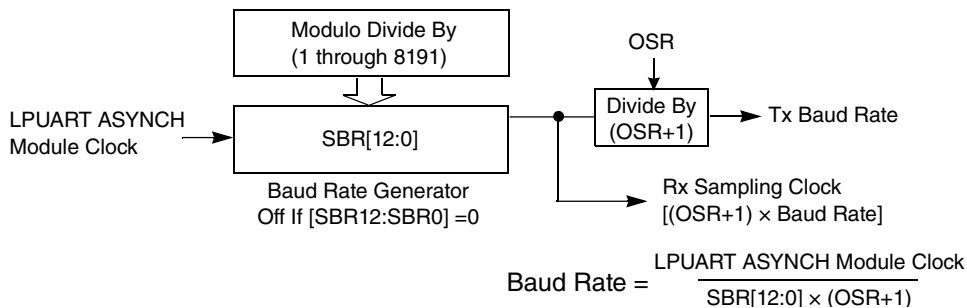 Modulo Divide By
(1 through 8191)
OSR
LPUART ASYNCH
Module Clock
SBR[12:0]
Divide By
(OSR+1)
Tx Baud Rate
Baud Rate Generator
Off If [SBR12:SBR0] =0
Rx Sampling Clock
[(OSR+1) × Baud Rate]
Baud Rate =
LPUART ASYNCH Module Clock
SBR[12:0] × (OSR+1)